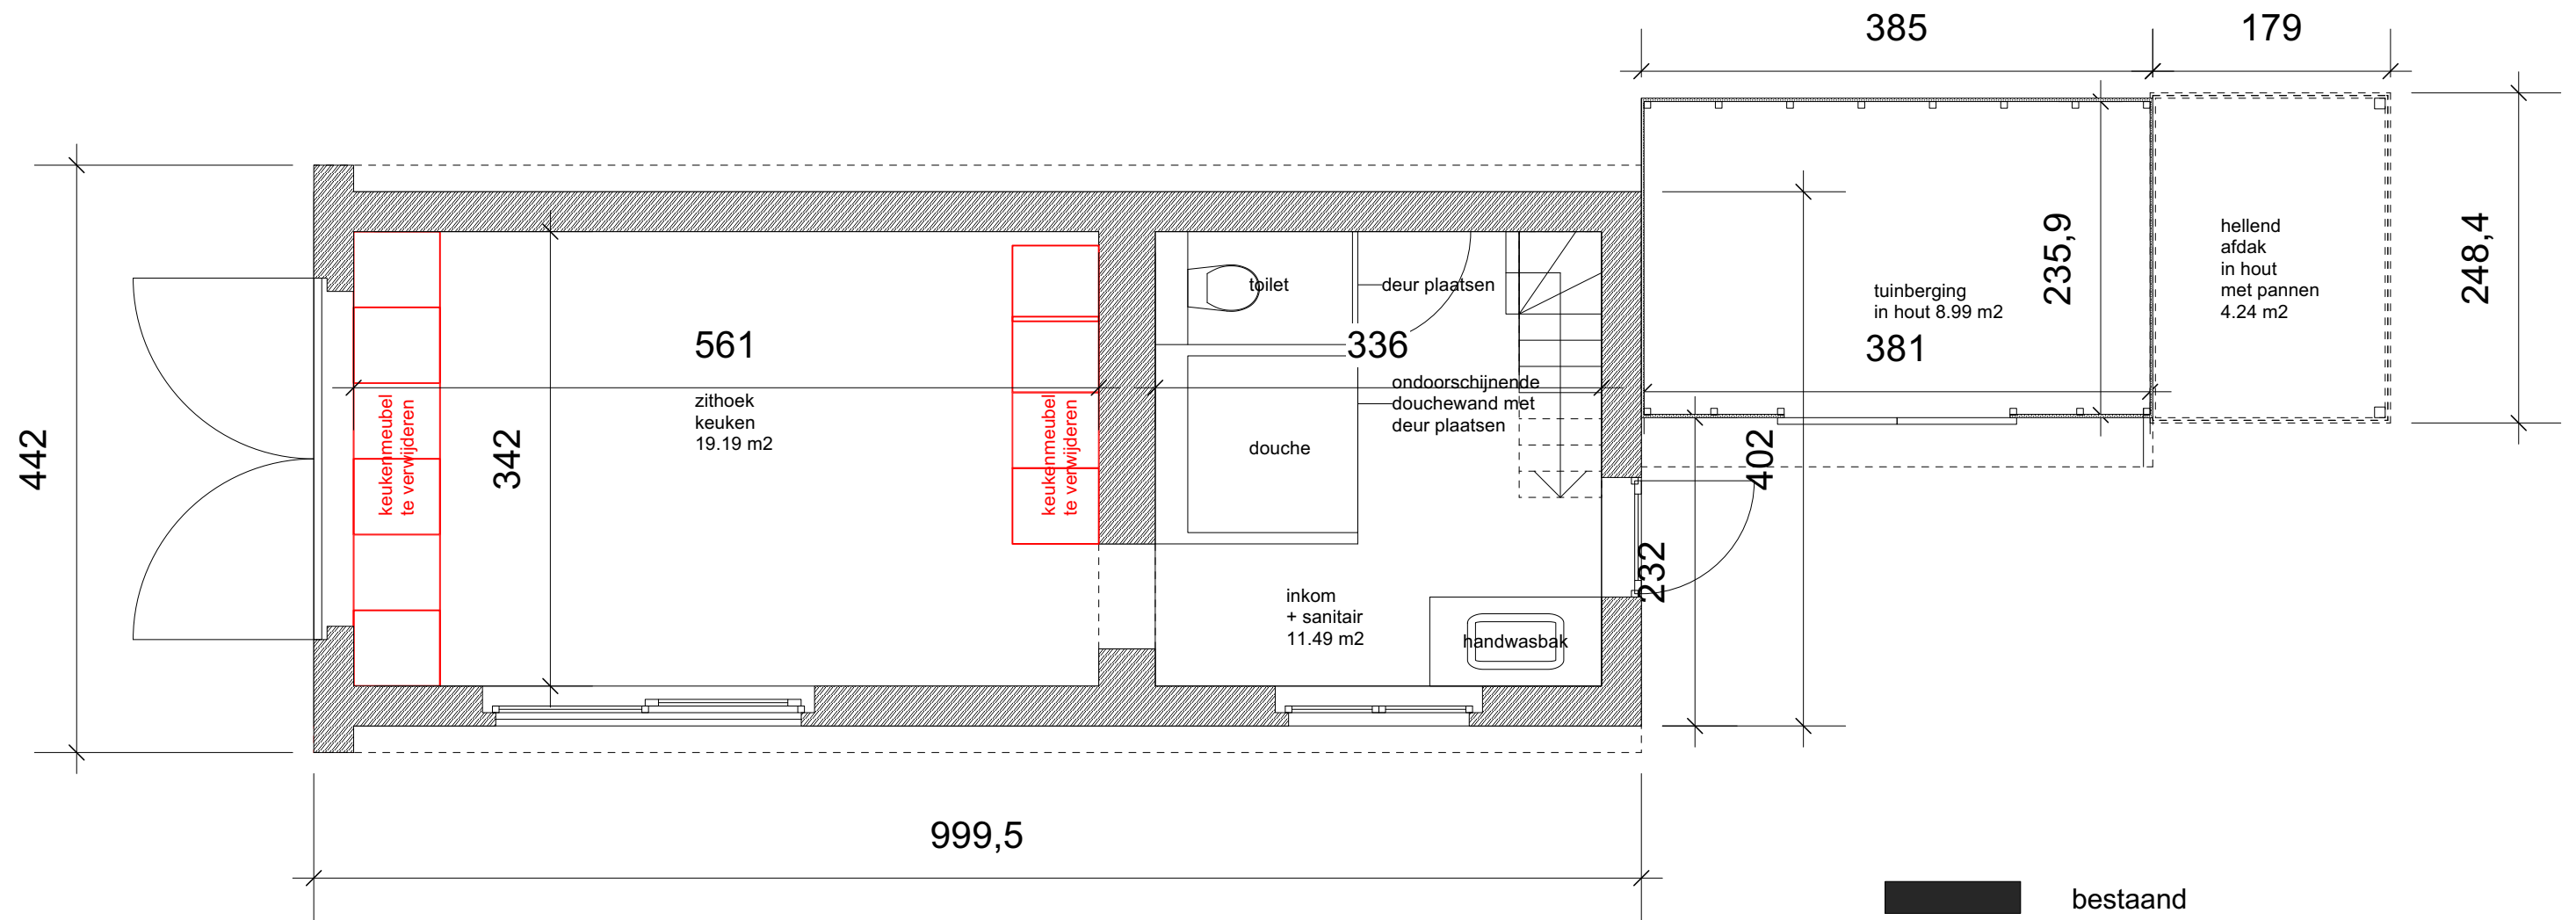 385
179
442
561
zithoek
keuken
19.19 m2
342
keukenmeubel
te verwijderen
keukenmeubel
te verwijderen
toilet
deur plaatsen
336
ondoorschijnende
douchewand met
deur plaatsen
douche
inkom
+ sanitair
11.49 m2
handwasbak
232
402
tuinberging
in hout 8.99 m2
381
235,9
hellend
afdak
in hout
met pannen
4.24 m2
248,4
999,5
bestaand